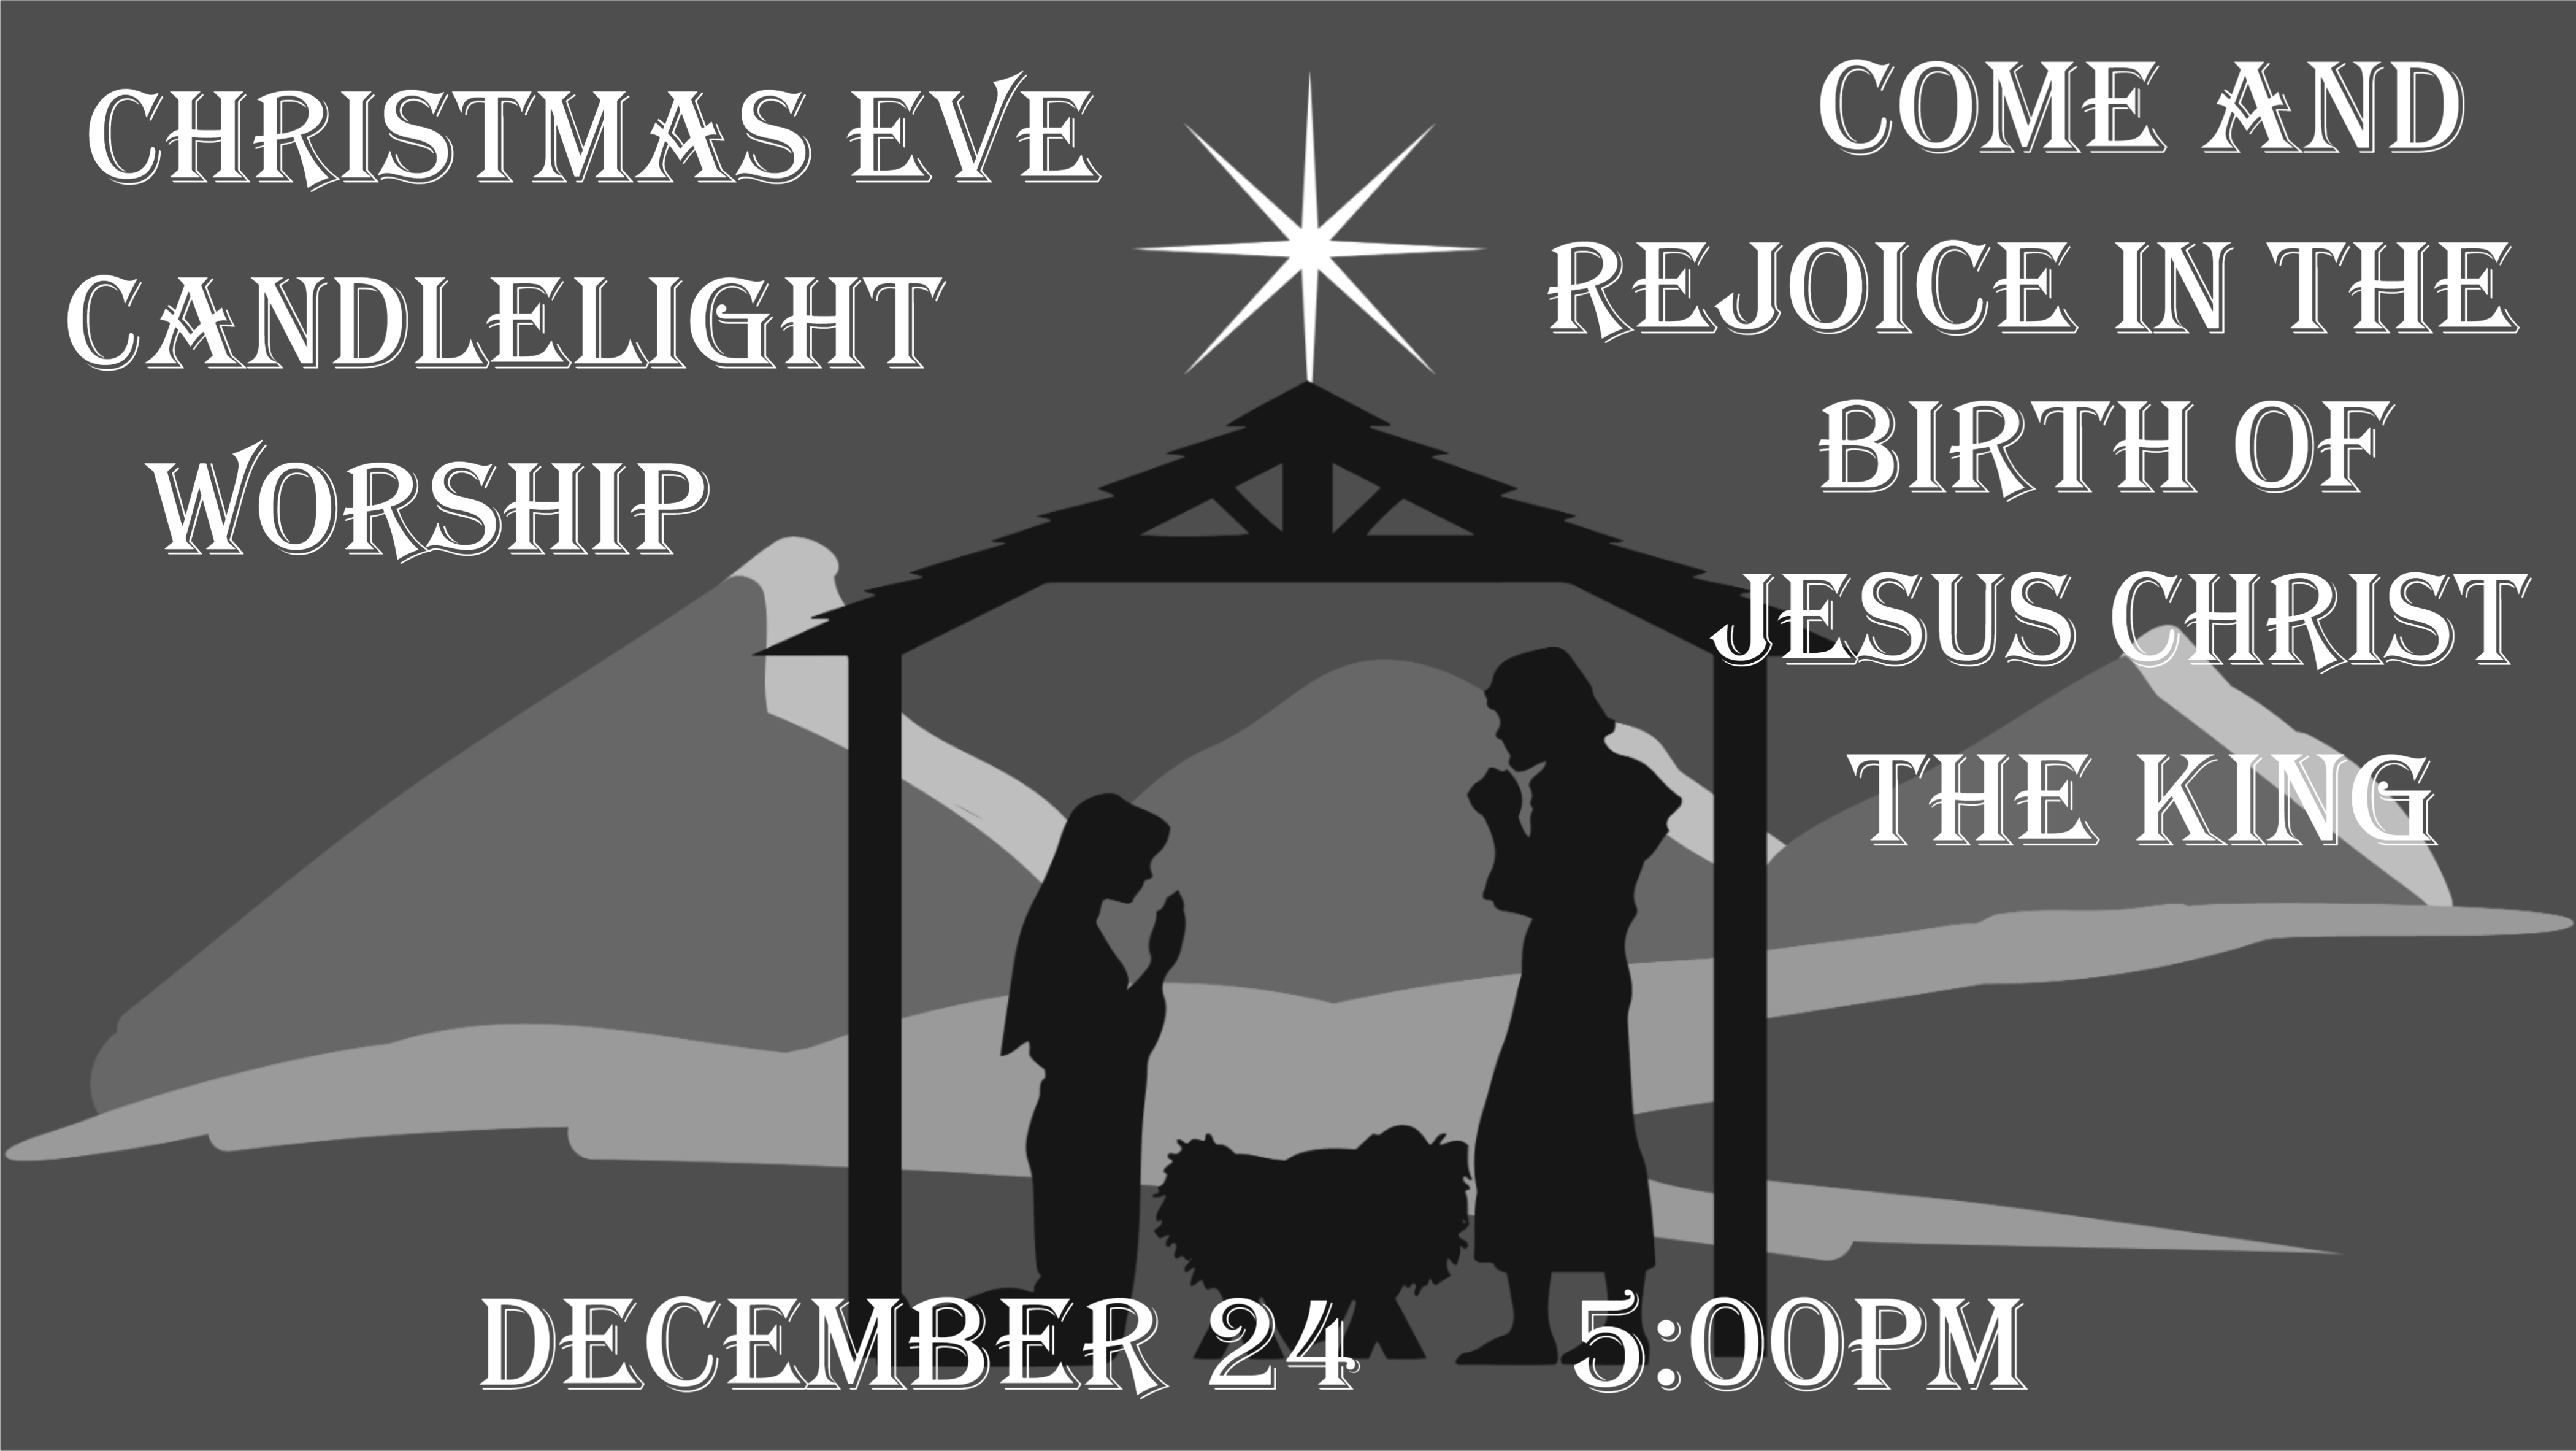 CHRISTMAS EVE
CANDLELIGHT
WORSHIP
COME AND
REJOICE IN THE
BIRTH OF
JESUS CHRIST
THE KING
DECEMBER 24 5:00PM